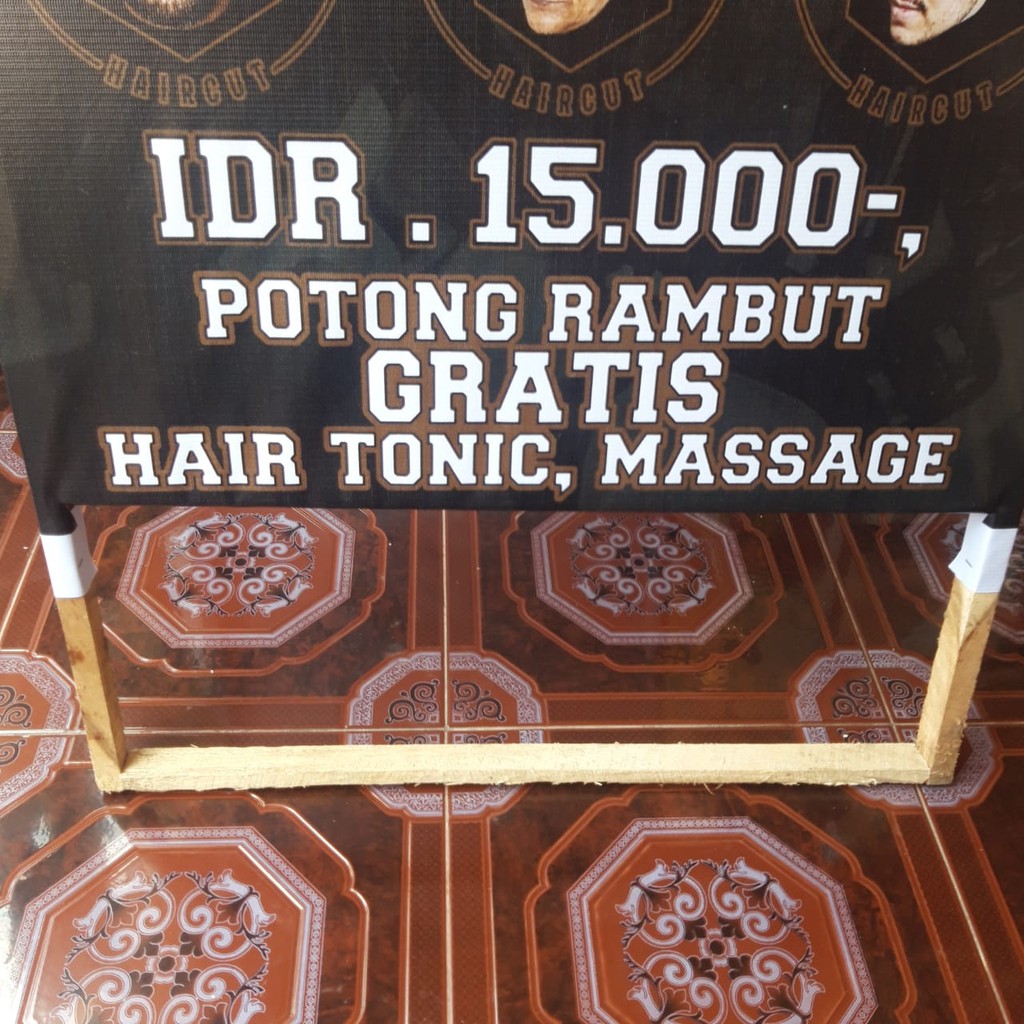 HAIRCUT HAIRCUT HAIRCUT
IDR . 15.000-,
POTONG RAMBUT
GRATIS
HAIR TONIC, MASSAGE